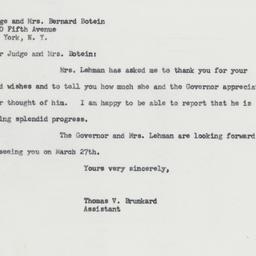 ge and Mrs. Bernard Botein
0 Fifth Avenue
York, N. Y.
r Judge and Mrs. Botein:
Mrs. Lehman has asked me to thank you for your
d wishes and to tell you how much she and the Governor appreciat
r thought of him. I am happy to be able to report that he is
ing splendid progress.
The Governor and Mrs. Lehman are looking forward
seeing you on March 27th.
Yours very sincerely,
Thomas V. Brunkard
Assistant